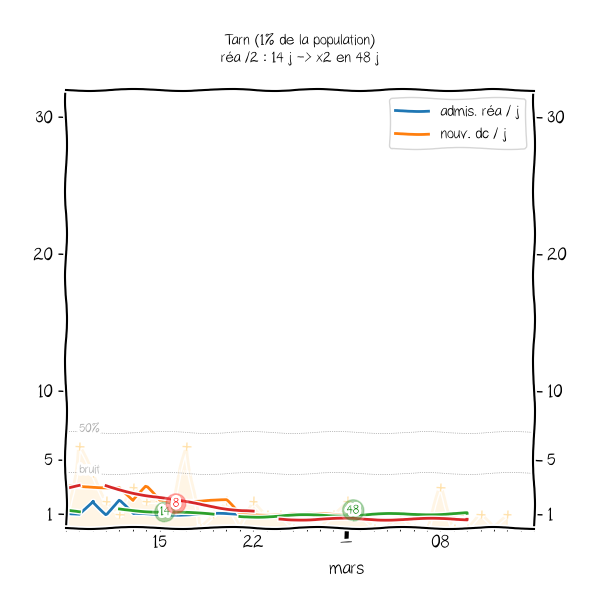 Tarn (1% de la population)
réa /2 : 14 j -> x2 en 48 j
admis. réa / j
nouv. dc / j
30
30
20
20
10
10
50%
5
5
bruit
8
14
48
1
1
15
22
08
mars